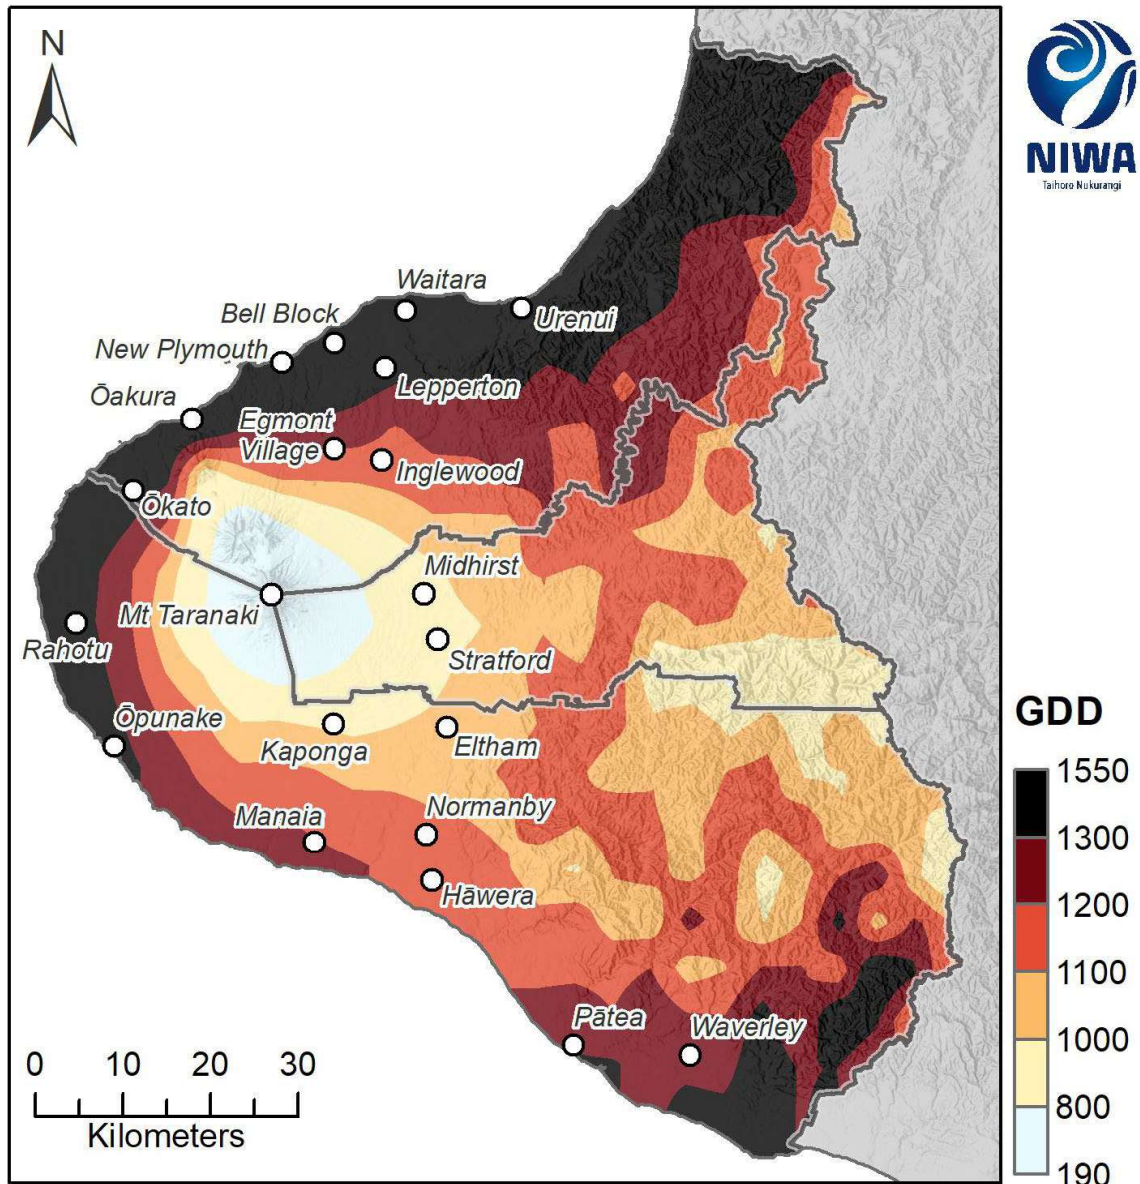 N
NIWA
Taihoro Nukurangi
Waitara
Bell Block
Urenui
New Plymouth
Lepperton
Ōakura
Egmont
Village
Inglewood
Ōkato
Midhirst
Mt Taranaki
Rahotu
Stratford
Ōpunake
Kaponga
Eltham
Manaia
Normanby
Hāwera
Pātea
Waverley
0 10 20 30
Kilometers
GDD
1550
1300
1200
1100
1000
800
190